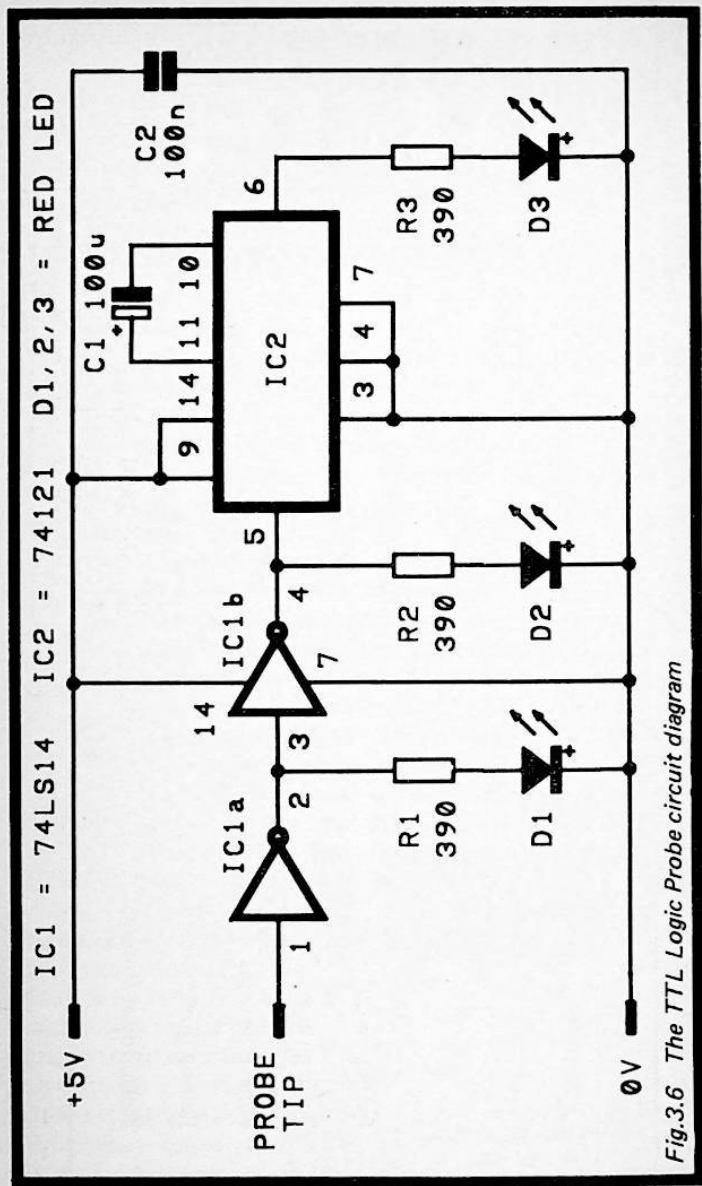 IC1 = 74LS14 IC2 = 74121 D1,2,3 = RED LED
+5V
C1 100u
+
C2
100n
14
9
14
11
10
IC1a
IC1b
IC2
PROBE
TIP
1
2
3
4
5
6
7
3
4
7
R1
390
R2
390
R3
390
D1
+
D2
+
D3
+
0V
Fig.3.6 The TTL Logic Probe circuit diagram